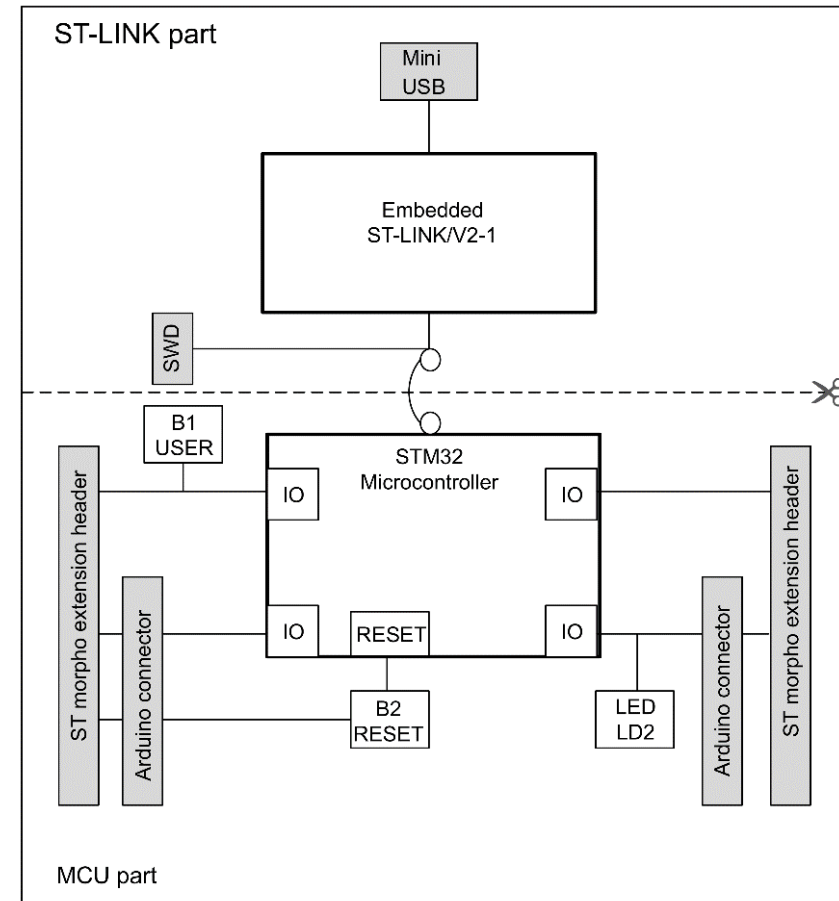 ST-LINK part
Mini
USB
Embedded
ST-LINK/V2-1
SWD
B1
USER
STM32
Microcontroller
IO
IO
ST morpho extension header
Arduino connector
IO
RESET
IO
Arduino connector
ST morpho extension header
B2
RESET
LED
LD2
MCU part